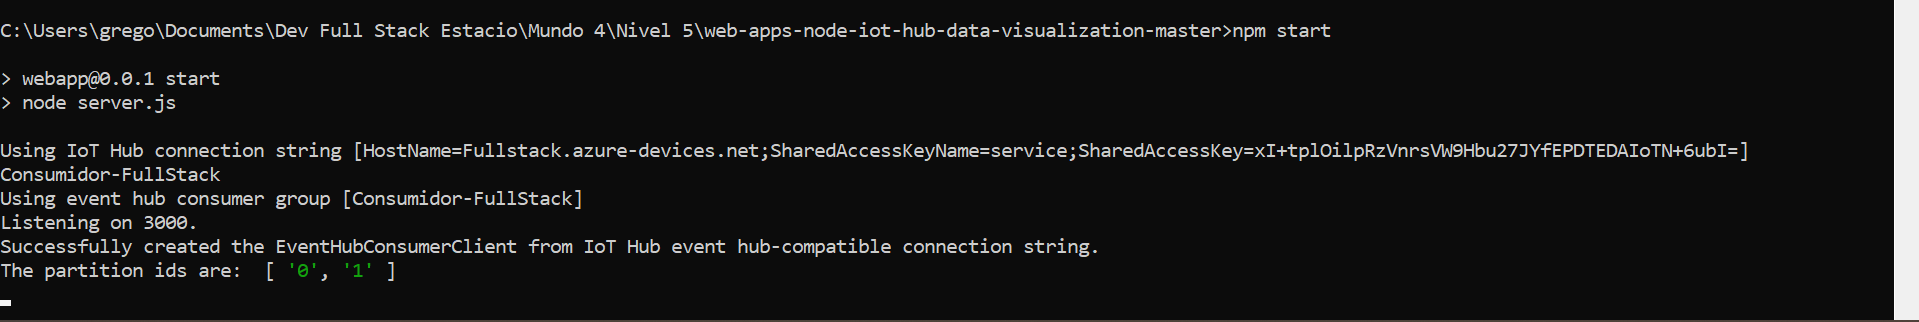 C:\Users\grego\Documents\Dev Full Stack Estacio\Mundo 4\Nivel 5\web-apps-node-iot-hub-data-visualization-master>npm start
> webapp@0.0.1 start
> node server.js
Using IoT Hub connection string [HostName=Fullstack.azure-devices.net;SharedAccessKeyName=service;SharedAccessKey=xI+tplOilpRzVnrsVW9Hbu27JYfEPDTEDAIoTN+6ubI=]
Consumidor-FullStack
Using event hub consumer group [Consumidor-FullStack]
Listening on 3000.
Successfully created the EventHubConsumerClient from IoT Hub event hub-compatible connection string.
The partition ids are:  [ '0', '1' ]